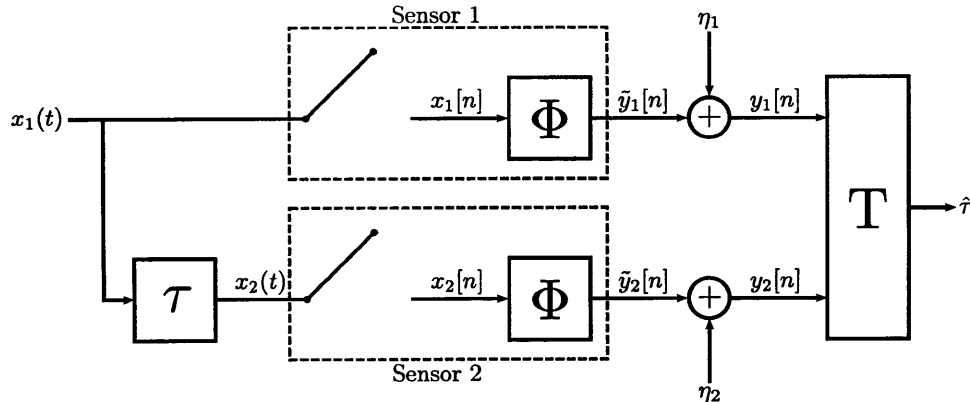 Sensor 1
η₁
x₁(t)
x₁[n]
Φ
ỹ₁[n]
+
y₁[n]
T
τ̂
τ
x₂(t)
x₂[n]
Φ
ỹ₂[n]
+
y₂[n]
Sensor 2
η₂